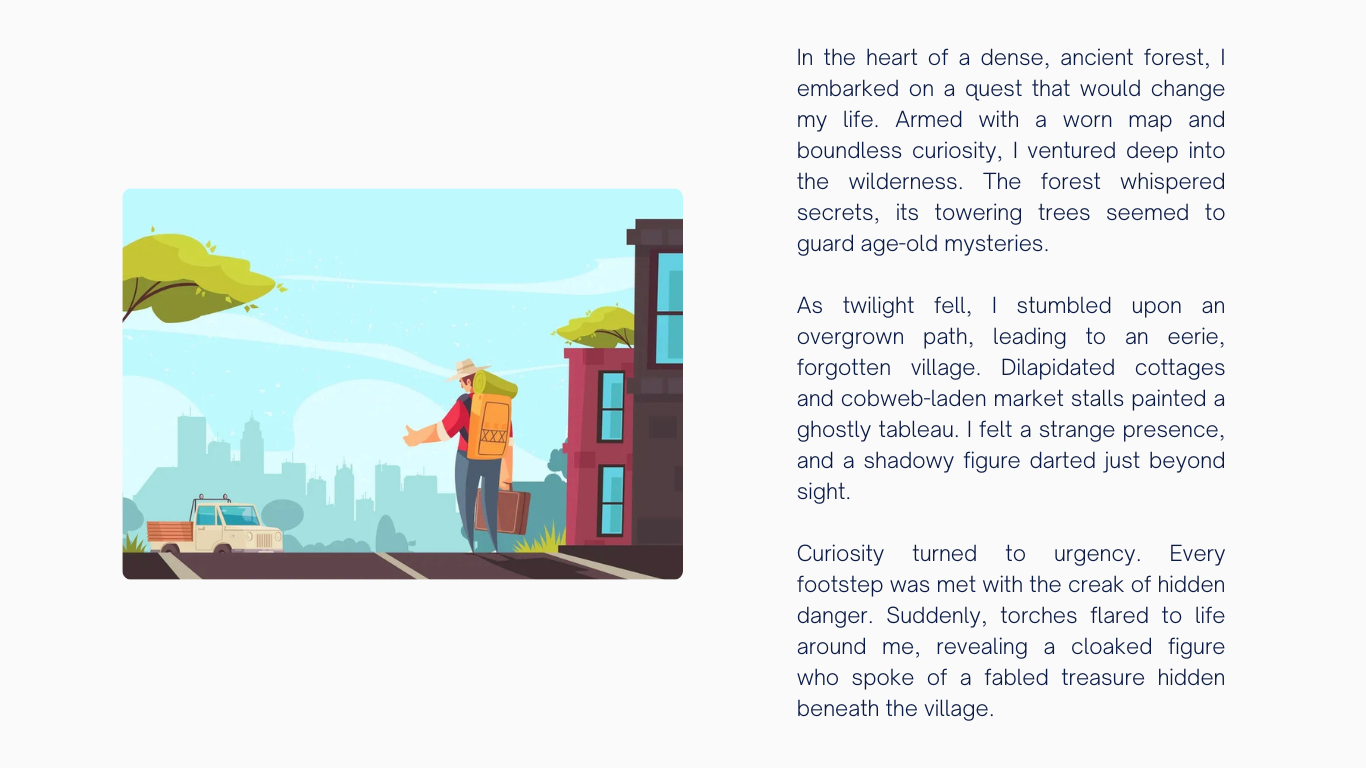 In the heart of a dense, ancient forest, I
embarked on a quest that would change
my life. Armed with a worn map and
boundless curiosity, I ventured deep into
the wilderness. The forest whispered
secrets, its towering trees seemed to
guard age-old mysteries.
As twilight fell, I stumbled upon an
overgrown path, leading to an eerie,
forgotten village. Dilapidated cottages
and cobweb-laden market stalls painted a
ghostly tableau. I felt a strange presence,
and a shadowy figure darted just beyond
sight.
Curiosity turned to urgency. Every
footstep was met with the creak of hidden
danger. Suddenly, torches flared to life
around me, revealing a cloaked figure
who spoke of a fabled treasure hidden
beneath the village.